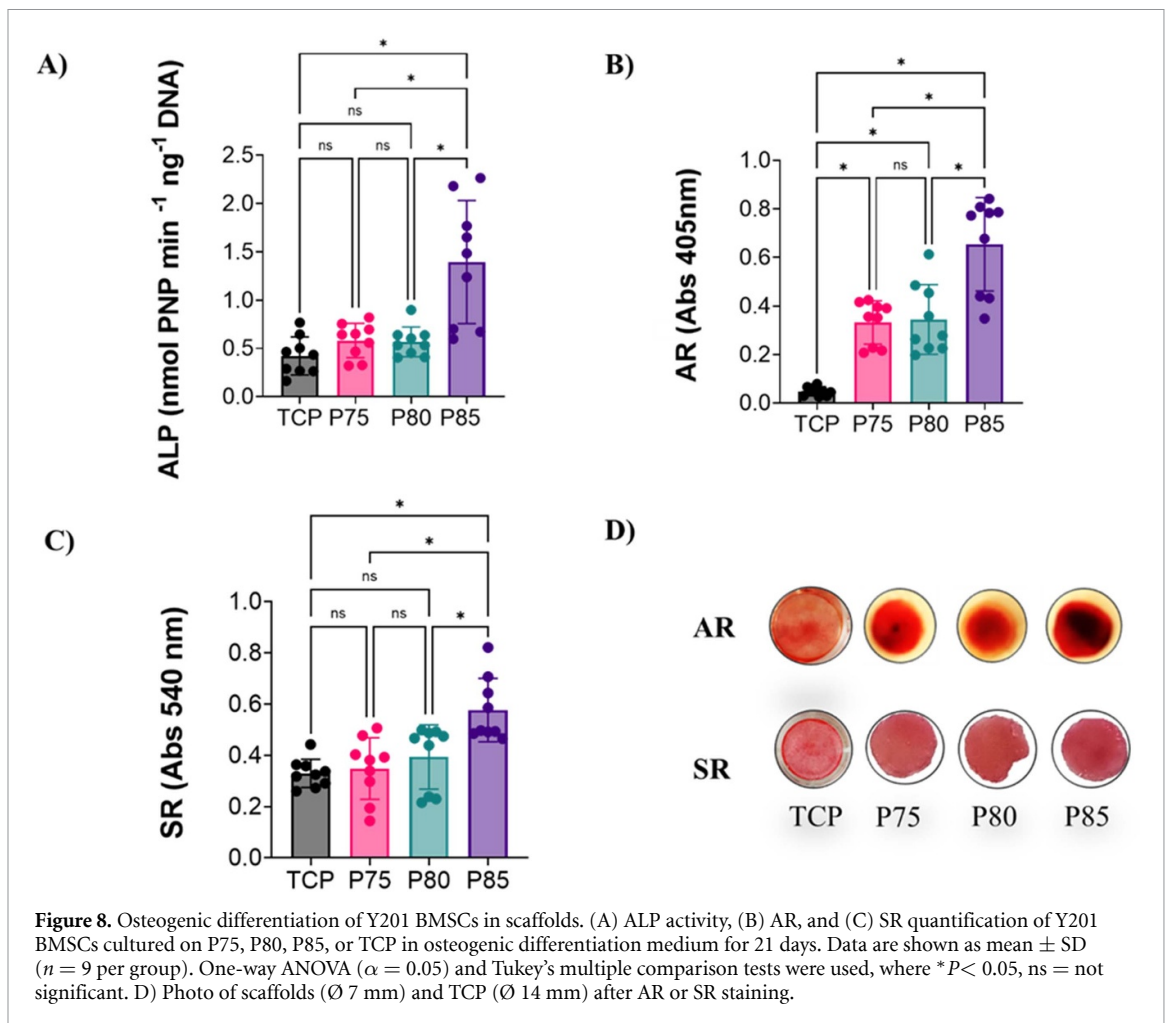 A)
*
*
ns
ns ns *
ALP (nmol PNP min -1 ng-1 DNA)
2.5
2.0
1.5
1.0
0.5
0.0
TCP P75 P80 P85
B)
*
*
*
* ns *
AR (Abs 405nm)
1.0
0.8
0.6
0.4
0.2
0.0
TCP P75 P80 P85
C)
*
*
ns
ns ns *
SR (Abs 540 nm)
1.0
0.8
0.6
0.4
0.2
0.0
TCP P75 P80 P85
D)
AR
SR
TCP P75 P80 P85
Figure 8. Osteogenic differentiation of Y201 BMSCs in scaffolds. (A) ALP activity, (B) AR, and (C) SR quantification of Y201
BMSCs cultured on P75, P80, P85, or TCP in osteogenic differentiation medium for 21 days. Data are shown as mean ± SD
(n = 9 per group). One-way ANOVA (α = 0.05) and Tukey's multiple comparison tests were used, where *P< 0.05, ns = not
significant. D) Photo of scaffolds (Ø 7 mm) and TCP (Ø 14 mm) after AR or SR staining.